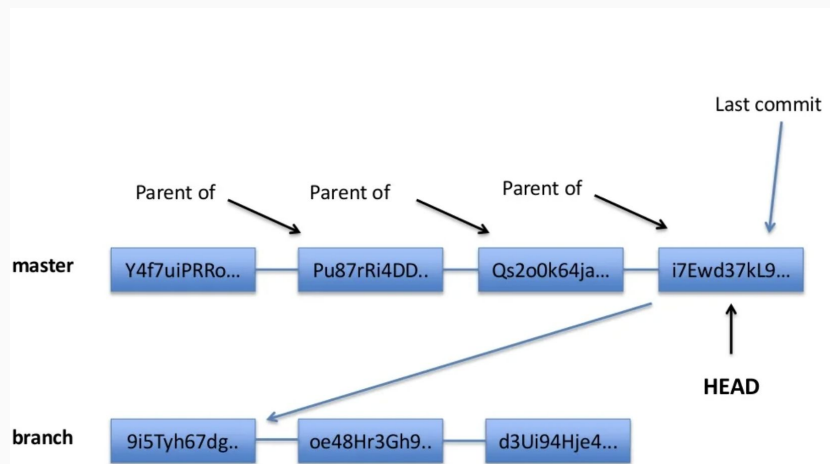 Last commit
Parent of Parent of Parent of
master Y4f7uiPRRo... Pu87rRi4DD.. Qs2o0k64ja... i7Ewd37kL9...
HEAD
branch 9i5Tyh67dg.. oe48Hr3Gh9.. d3Ui94Hje4...